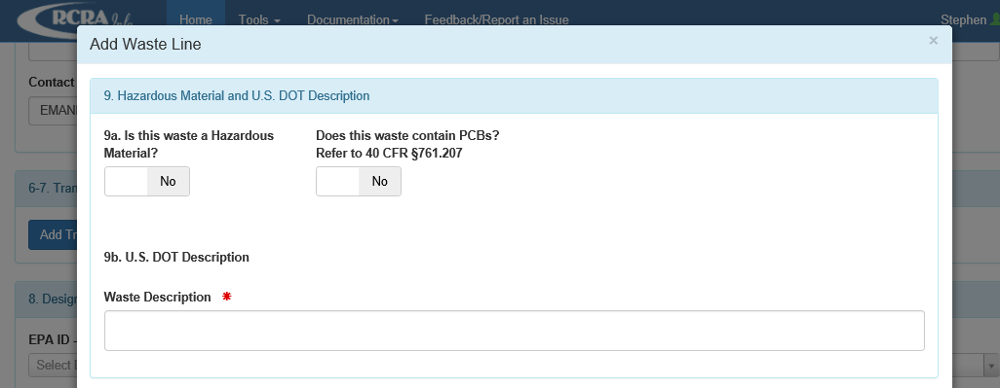 RCRAInfo Home Tools Documentation Feedback/Report an Issue Stephen
Add Waste Line ×
Contact
EMAN
9. Hazardous Material and U.S. DOT Description
9a. Is this waste a Hazardous Material?
Does this waste contain PCBs?
Refer to 40 CFR §761.207
No No
6-7. Tran
Add Tr
9b. U.S. DOT Description
8. Design
Waste Description *
EPA ID -
Select